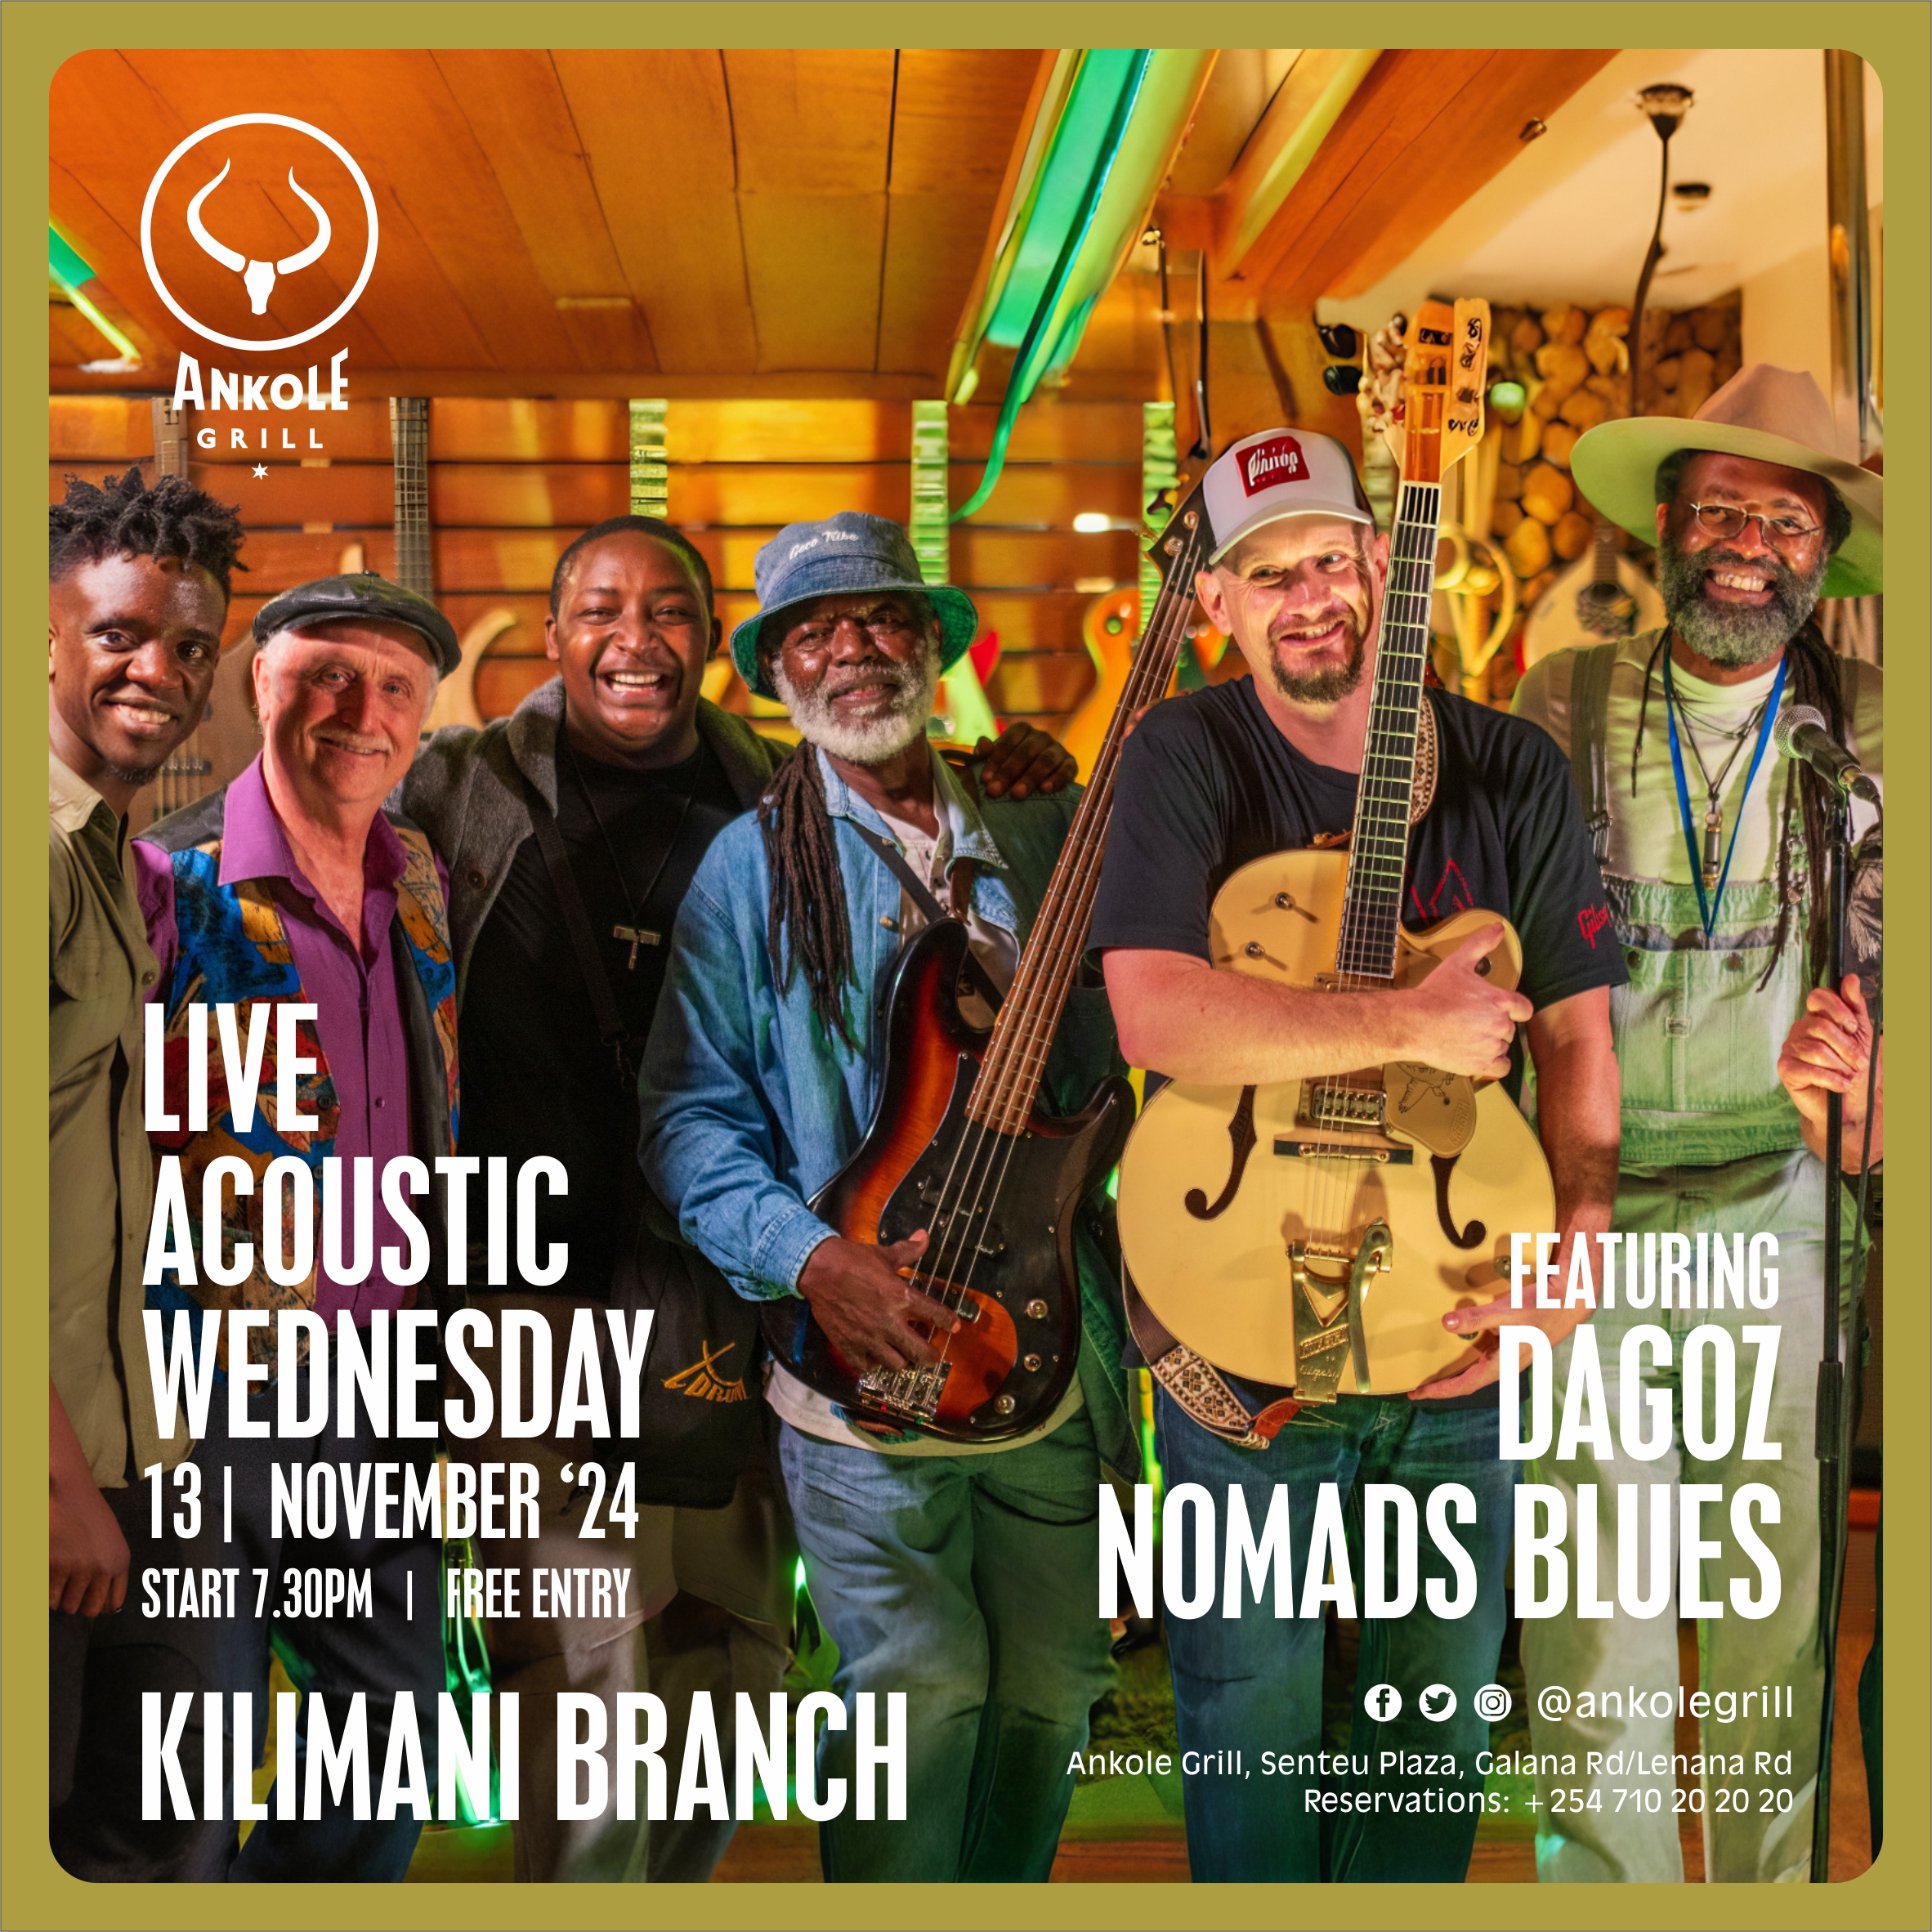 ANKOLE
GRILL
LIVE
ACOUSTIC
WEDNESDAY
13 | NOVEMBER ‘24
START 7.30PM | FREE ENTRY
KILIMANI BRANCH
FEATURING
DAGOZ
NOMADS BLUES
@ankolegrill
Ankole Grill, Senteu Plaza, Galana Rd/Lenana Rd
Reservations: +254 710 20 20 20